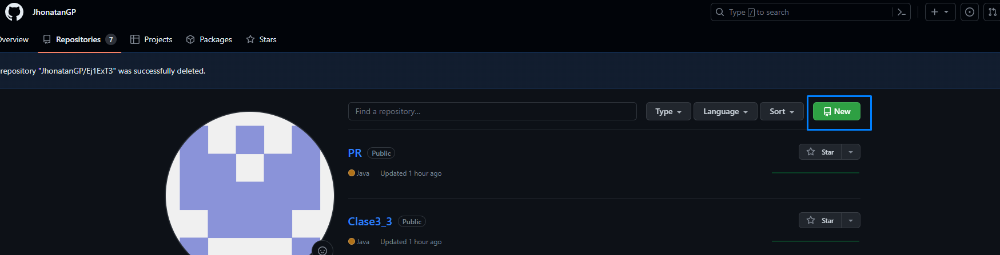 JhonatanGP
Type / to search
Overview
Repositories 7
Projects
Packages
Stars
repository "JhonatanGP/Ej1ExT3" was successfully deleted.
Find a repository...
Type
Language
Sort
New
PR Public
Star
Java Updated 1 hour ago
Clase3_3 Public
Star
Java Updated 1 hour ago